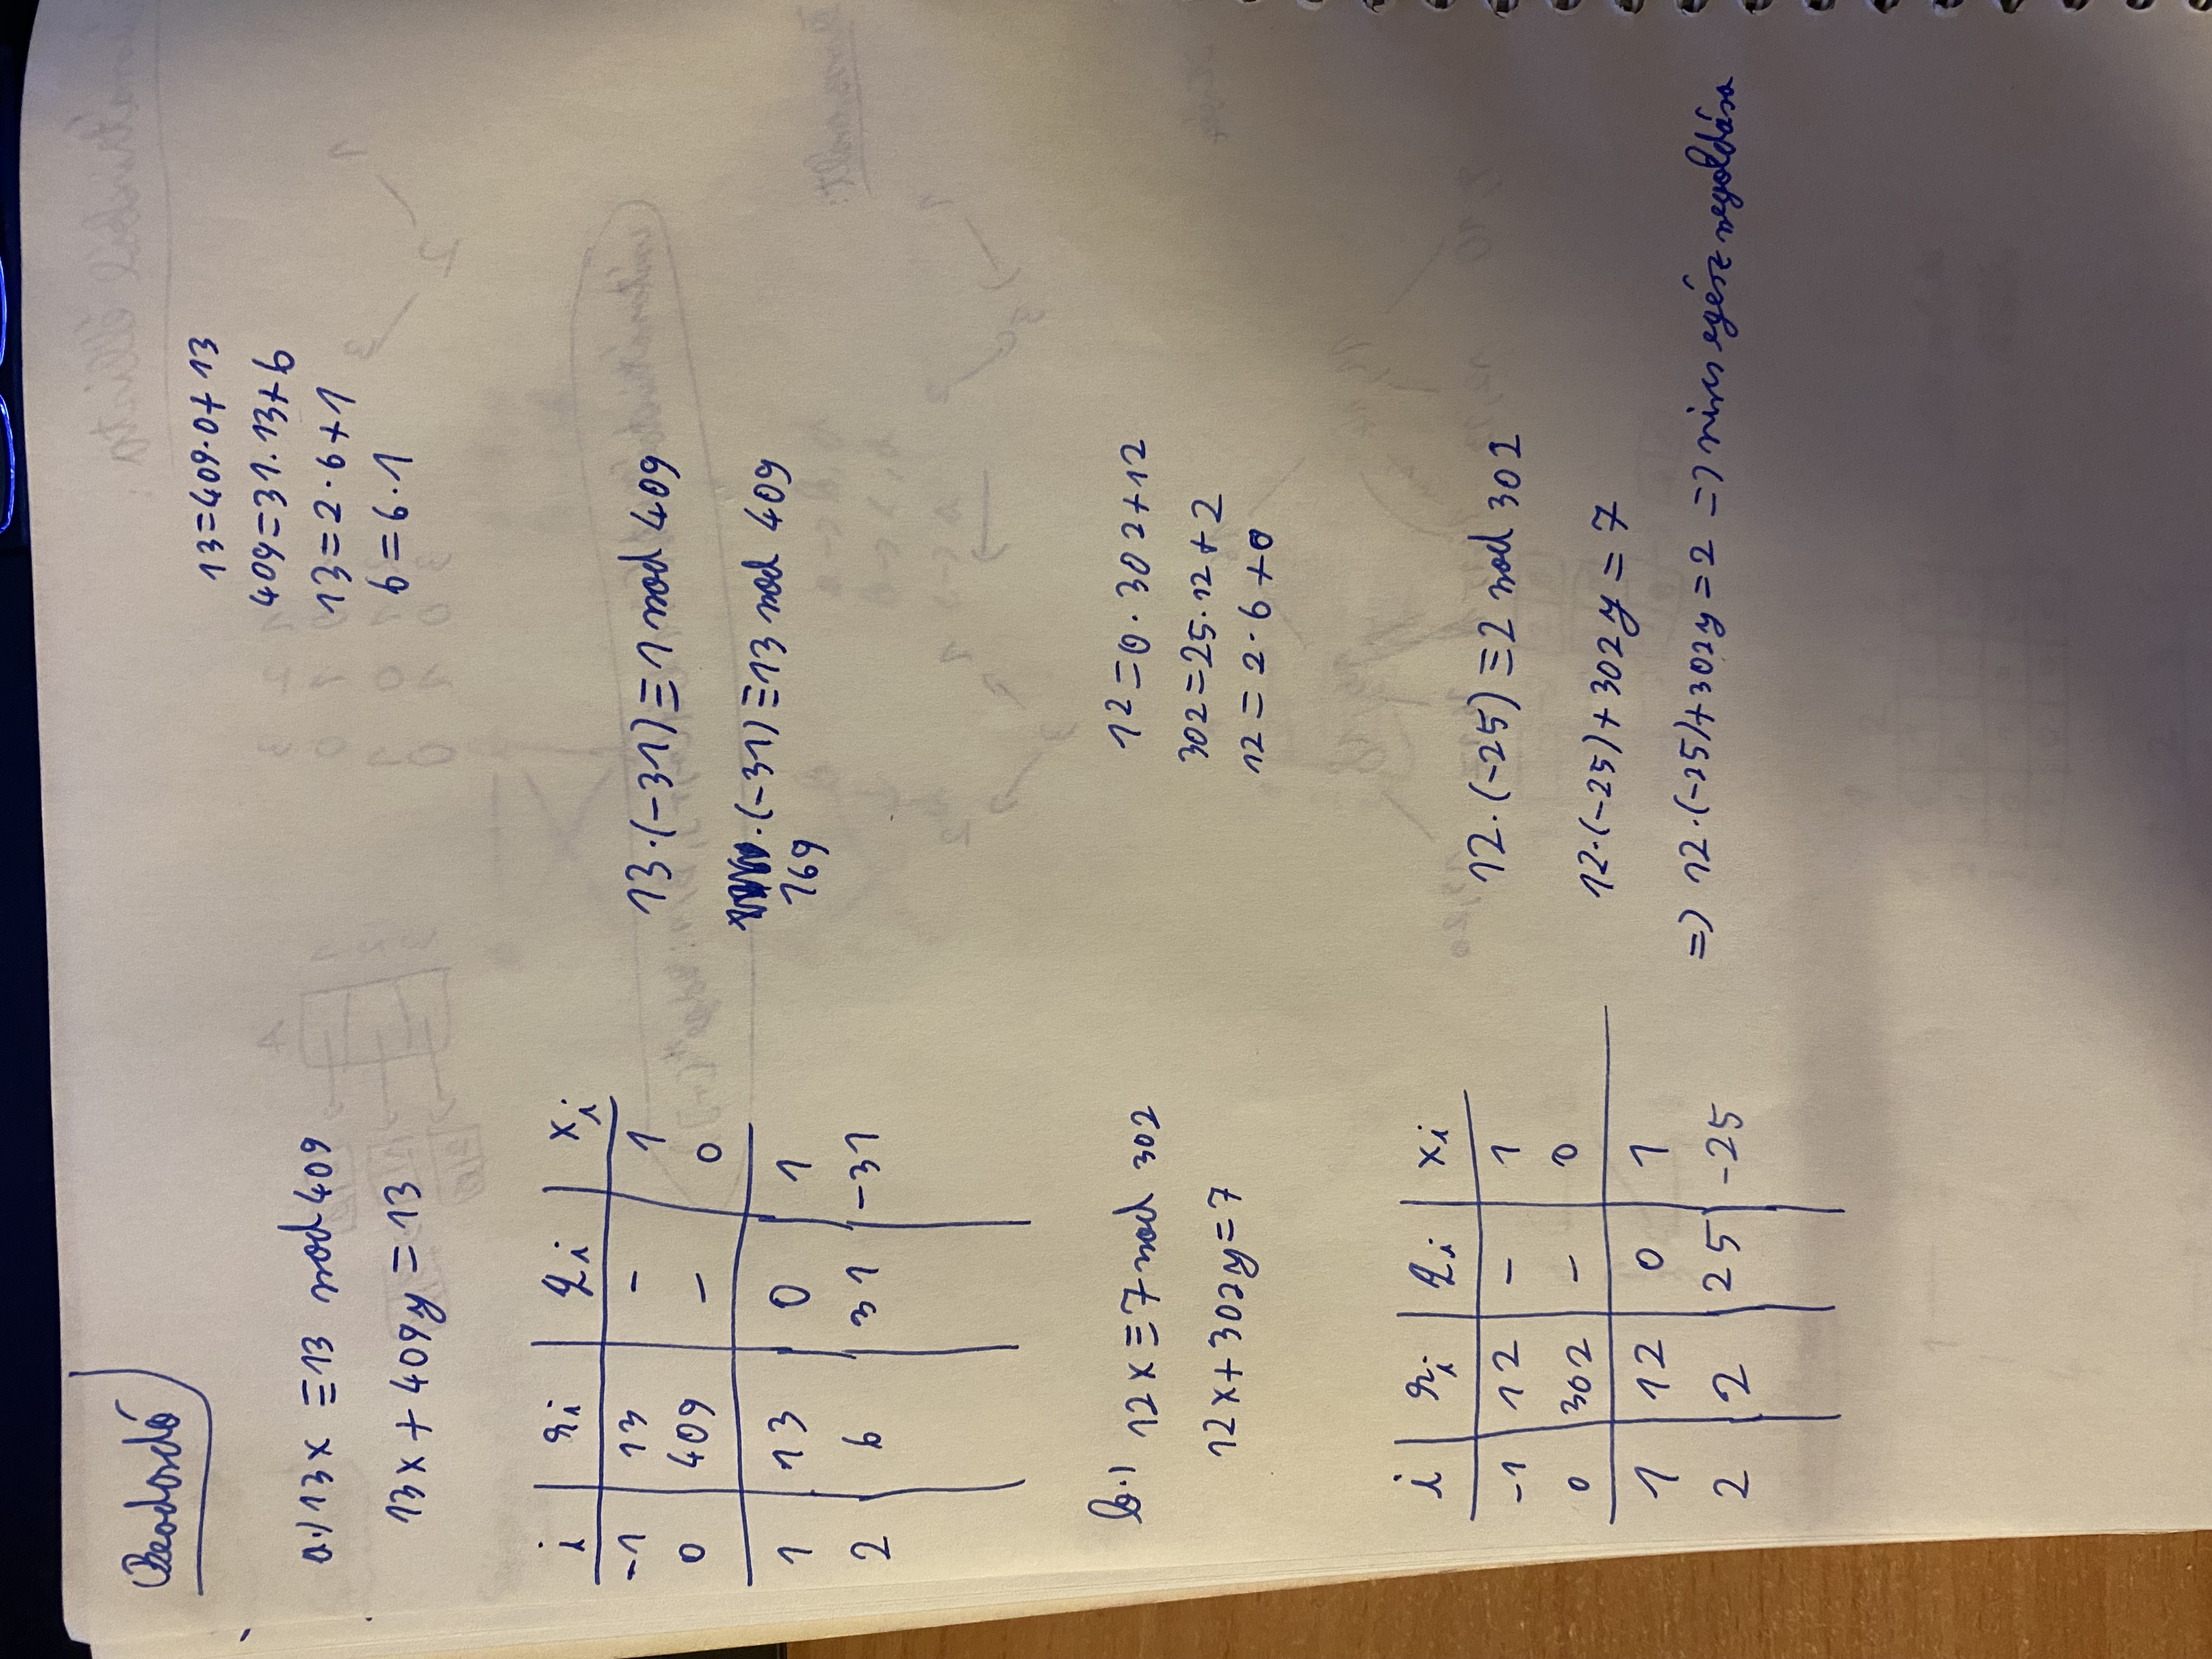 Beadandó
a.) 13x ≡ 13 mod 409
13x + 409y = 13
13 = 409·0 + 13
409 = 31·13 + 6
13 = 2·6 + 1
6 = 6·1
i | ri | qi | xi
-1 | 13 | - | 1
0 | 409 | - | 0
1 | 13 | 0 | 1
2 | 6 | 31 | -31
13·(-31) ≡ 1 mod 409
·(-31) ≡ 13 mod 409
169
b.) 12x ≡ 7 mod 302
12x + 302y = 7
12 = 0·302 + 12
302 = 25·12 + 2
12 = 2·6 + 0
i | ri | qi | xi
-1 | 12 | - | 1
0 | 302 | - | 0
1 | 12 | 0 | 1
2 | 2 | 25 | -25
12·(-25) ≡ 2 mod 302
12·(-25) + 302y = 7
=> 12·(-25) + 302y = 2 => nincs egész megoldása